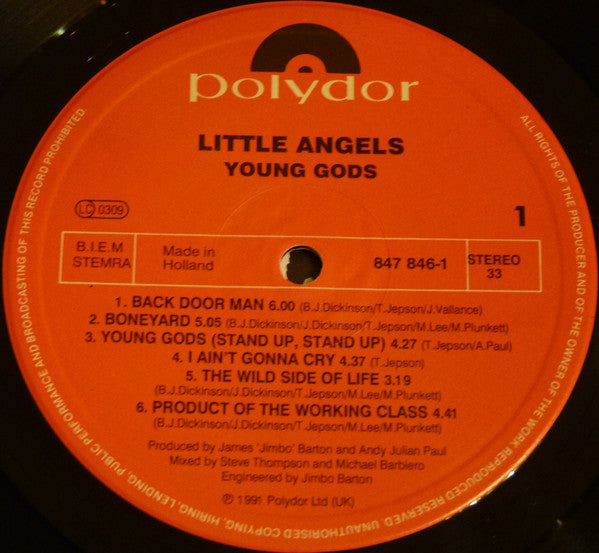 polydor
LITTLE ANGELS
YOUNG GODS
LC 0309
1
B.I.E.M
STEMRA
Made in
Holland
847 846-1
STEREO
33
1. BACK DOOR MAN 6.00 (B.J.Dickinson/T.Jepson/J.Vallance)
2. BONEYARD 5.05 (B.J.Dickinson/J.Dickinson/T.Jepson/M.Lee/M.Plunkett)
3. YOUNG GODS (STAND UP, STAND UP) 4.27 (T.Jepson/A.Paul)
4. I AIN'T GONNA CRY 4.37 (T.Jepson)
5. THE WILD SIDE OF LIFE 3.19
(B.J.Dickinson/J.Dickinson/T.Jepson/M.Lee/M.Plunkett)
6. PRODUCT OF THE WORKING CLASS 4.41
(B.J.Dickinson/J.Dickinson/T.Jepson/M.Lee/M.Plunkett)
Produced by James 'Jimbo' Barton and Andy Julian Paul
Mixed by Steve Thompson and Michael Barbiero
Engineered by Jimbo Barton
℗ 1991 Polydor Ltd (UK)
ALL RIGHTS OF THE PRODUCER AND OF THE OWNER OF THE WORK REPRODUCED RESERVED. UNAUTHORISED COPYING, HIRING, LENDING, PUBLIC PERFORMANCE AND BROADCASTING OF THIS RECORD PROHIBITED.